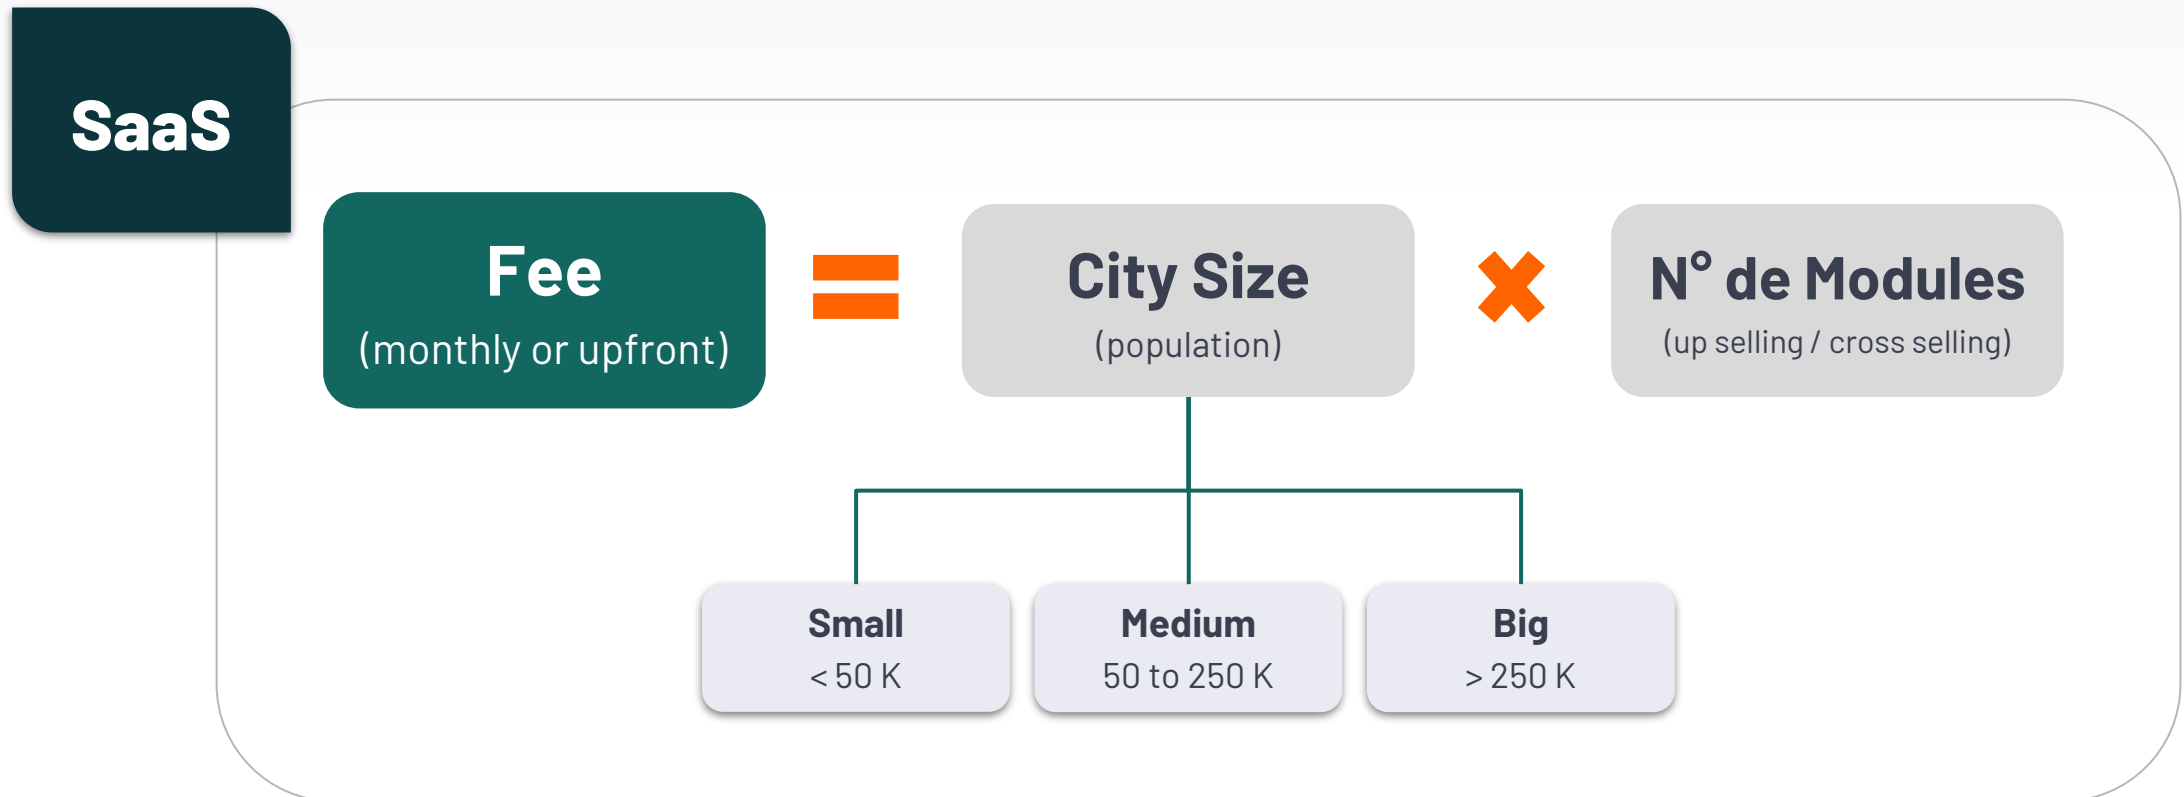 SaaS
Fee
(monthly or upfront)
=
City Size
(population)
✖
N° de Modules
(up selling / cross selling)
Small
< 50 K
Medium
50 to 250 K
Big
> 250 K